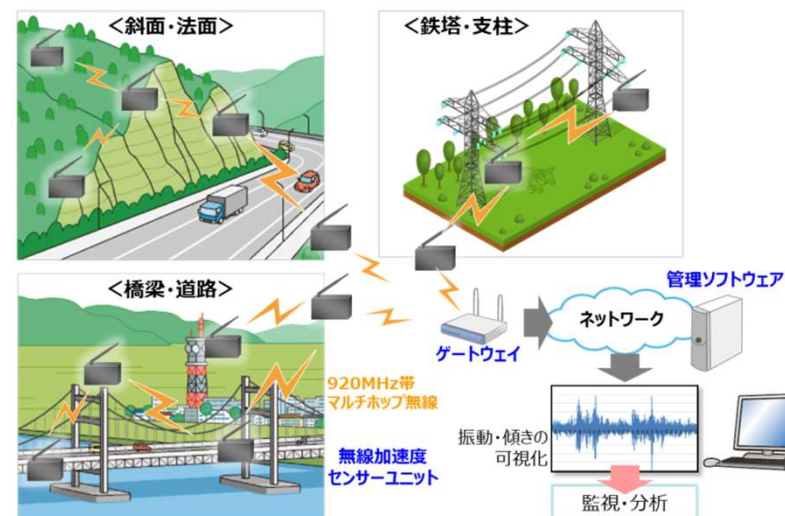 ＜斜面・法面＞
＜鉄塔・支柱＞
＜橋梁・道路＞
管理ソフトウェア
ネットワーク
ゲートウェイ
920MHz帯
マルチホップ無線
無線加速度
センサーユニット
振動・傾きの
可視化
監視・分析